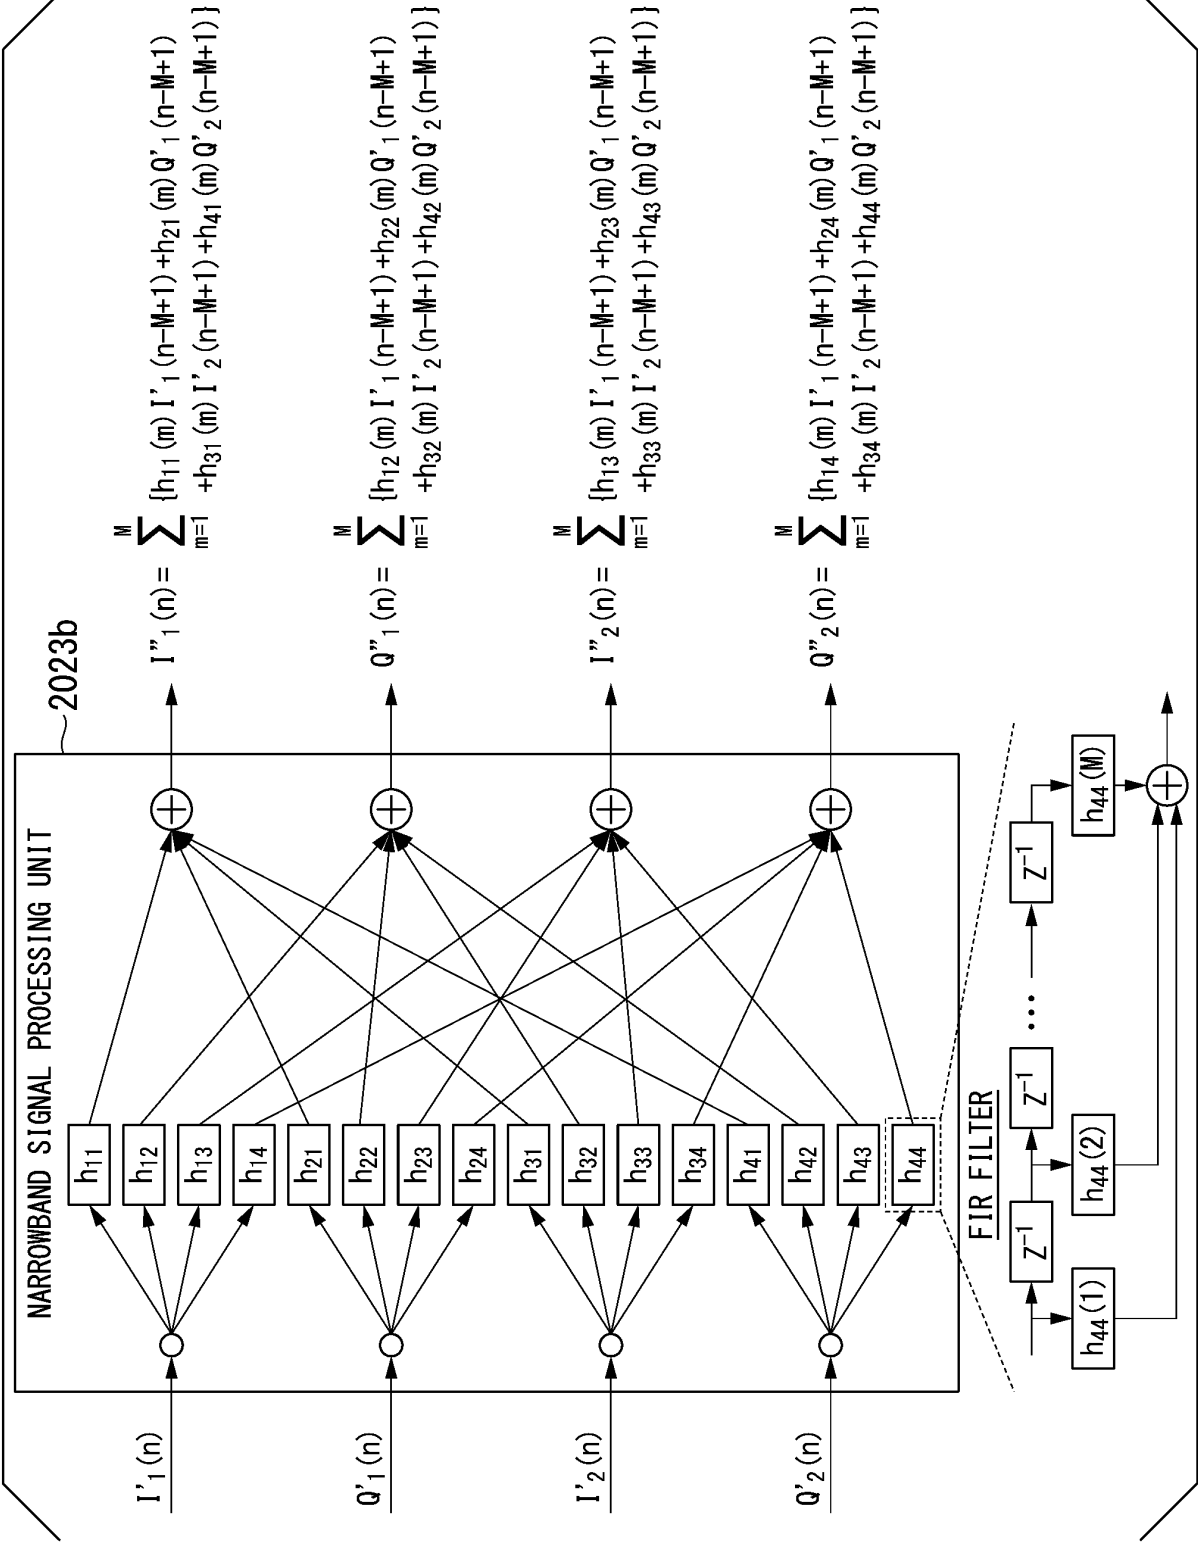 NARROWBAND SIGNAL PROCESSING UNIT
2023b
I'₁(n)
Q'₁(n)
I'₂(n)
Q'₂(n)
h₁₁
h₁₂
h₁₃
h₁₄
h₂₁
h₂₂
h₂₃
h₂₄
h₃₁
h₃₂
h₃₃
h₃₄
h₄₁
h₄₂
h₄₃
h₄₄
I"₁(n)= M∑m=1 {h₁₁(m)I'₁(n-M+1)+h₂₁(m)Q'₁(n-M+1)
+h₃₁(m)I'₂(n-M+1)+h₄₁(m)Q'₂(n-M+1)}
Q"₁(n)= M∑m=1 {h₁₂(m)I'₁(n-M+1)+h₂₂(m)Q'₁(n-M+1)
+h₃₂(m)I'₂(n-M+1)+h₄₂(m)Q'₂(n-M+1)}
I"₂(n)= M∑m=1 {h₁₃(m)I'₁(n-M+1)+h₂₃(m)Q'₁(n-M+1)
+h₃₃(m)I'₂(n-M+1)+h₄₃(m)Q'₂(n-M+1)}
Q"₂(n)= M∑m=1 {h₁₄(m)I'₁(n-M+1)+h₂₄(m)Q'₁(n-M+1)
+h₃₄(m)I'₂(n-M+1)+h₄₄(m)Q'₂(n-M+1)}
FIR FILTER
Z⁻¹
Z⁻¹
...
Z⁻¹
h₄₄(1)
h₄₄(2)
h₄₄(M)